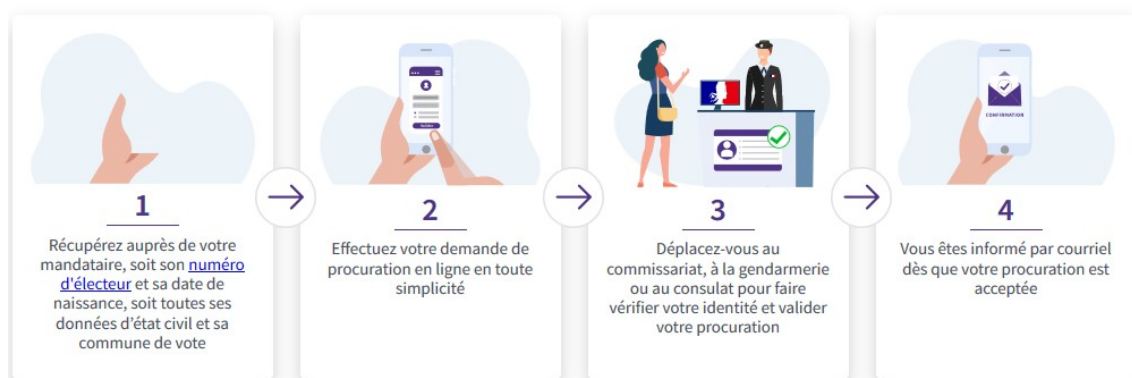 CONFIRMATION
1
Récupérez auprès de votre
mandataire, soit son numéro
d'électeur et sa date de
naissance, soit toutes ses
données d’état civil et sa
commune de vote
2
Effectuez votre demande de
procuration en ligne en toute
simplicité
3
Déplacez-vous au
commissariat, à la gendarmerie
ou au consulat pour faire
vérifier votre identité et valider
votre procuration
4
Vous êtes informé par courriel
dès que votre procuration est
acceptée